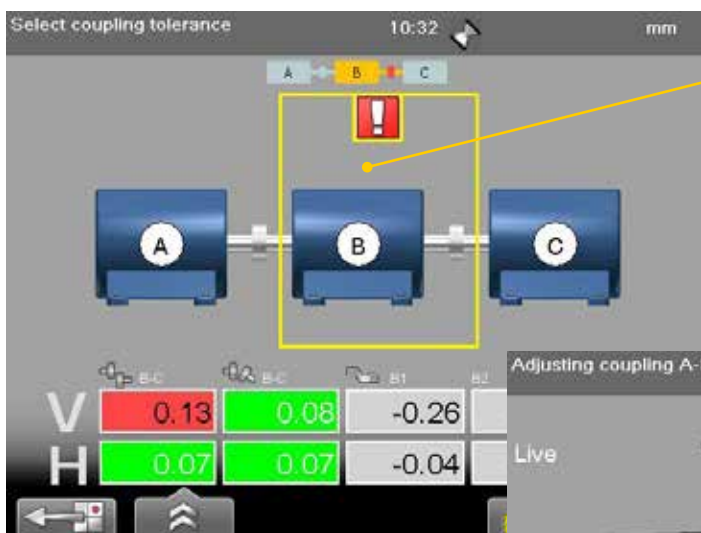 Select coupling tolerance 10:32 mm
A B C
!
A B C
B-C B-C B1 B2
V 0.13 0.08 -0.26
H 0.07 0.07 -0.04
Adjusting coupling A-
Live